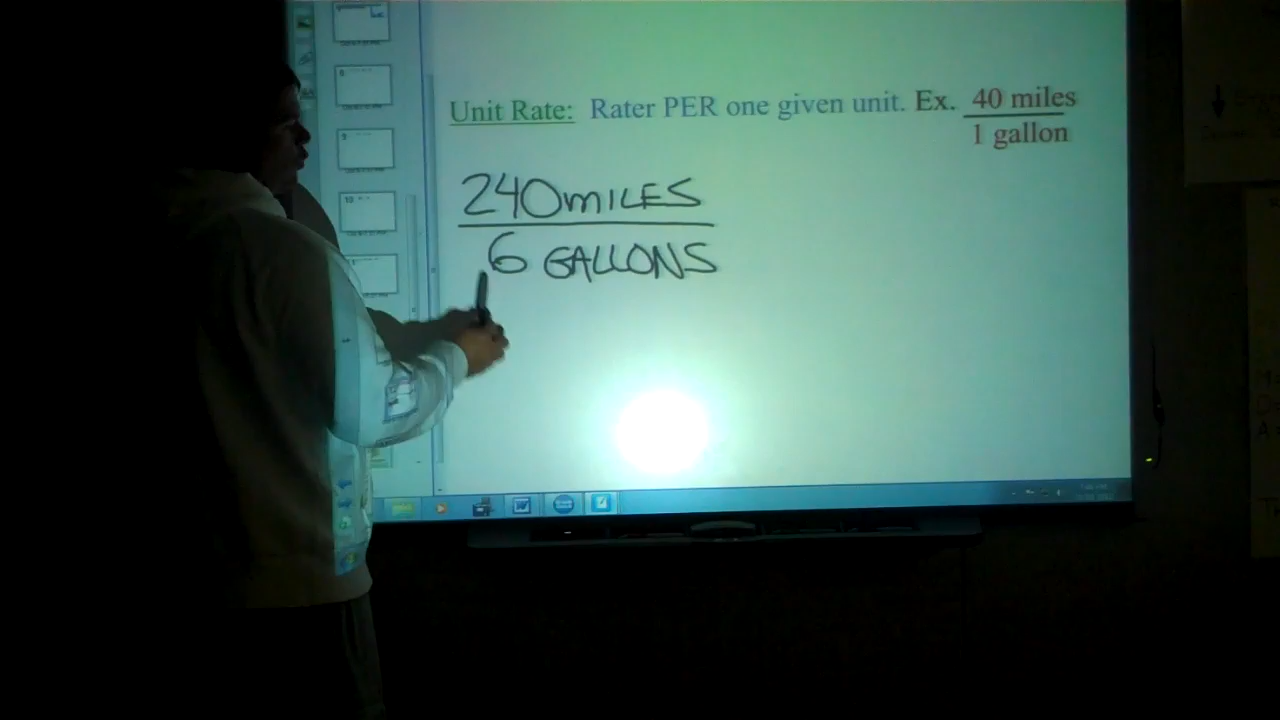 Unit Rate: Rater PER one given unit. Ex. 40 miles
1 gallon
240 MILES
6 GALLONS